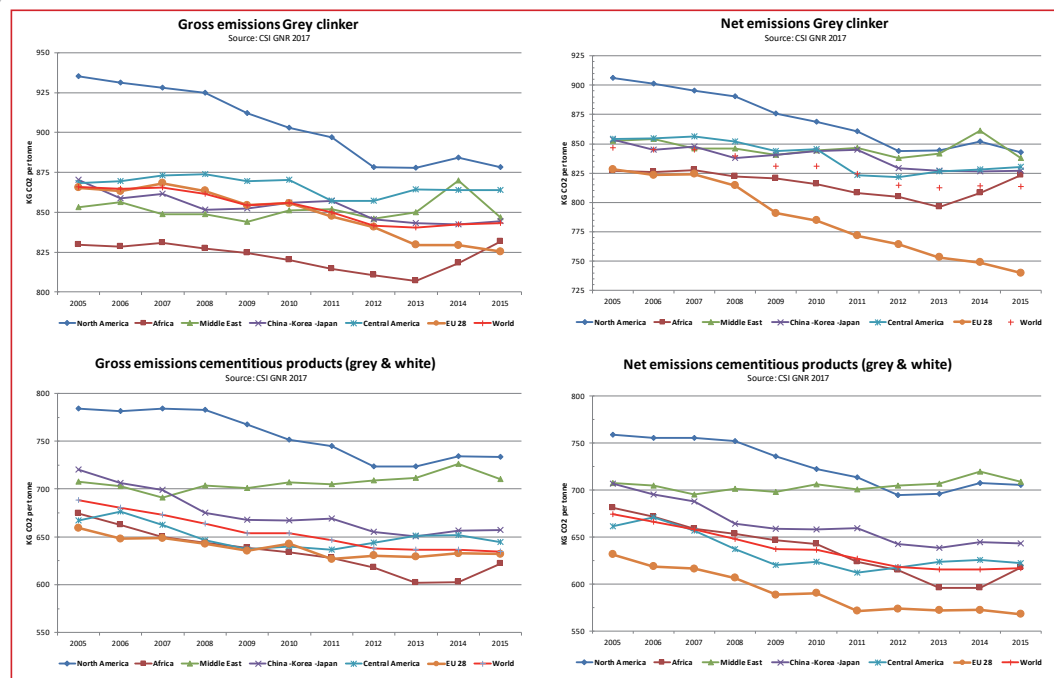 Gross emissions Grey clinker
Source: CSI GNR 2017
KG CO2 per tonne
950
925
900
875
850
825
800
2005 2006 2007 2008 2009 2010 2011 2012 2013 2014 2015
North America Africa Middle East China -Korea -Japan Central America EU 28 World
Net emissions Grey clinker
Source: CSI GNR 2017
KG CO2 per tonne
925
900
875
850
825
800
775
750
725
2005 2006 2007 2008 2009 2010 2011 2012 2013 2014 2015
North America Africa Middle East China -Korea -Japan Central America EU 28 World
Gross emissions cementitious products (grey & white)
Source: CSI GNR 2017
KG CO2 per tonne
800
750
700
650
600
550
2005 2006 2007 2008 2009 2010 2011 2012 2013 2014 2015
North America Africa Middle East China -Korea -Japan Central America EU 28 World
Net emissions cementitious products (grey & white)
Source: CSI GNR 2017
KG CO2 per tonne
800
750
700
650
600
550
2005 2006 2007 2008 2009 2010 2011 2012 2013 2014 2015
North America Africa Middle East China -Korea -Japan Central America EU 28 World